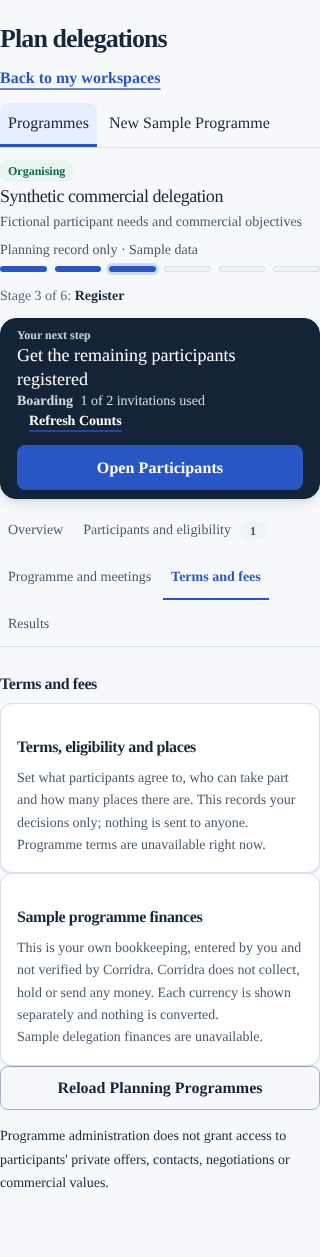 Plan delegations
Back to my workspaces
Programmes New Sample Programme
Organising
Synthetic commercial delegation
Fictional participant needs and commercial objectives
Planning record only · Sample data
Stage 3 of 6: Register
Your next step
Get the remaining participants
registered
Boarding 1 of 2 invitations used
Refresh Counts
Open Participants
Overview Participants and eligibility 1
Programme and meetings Terms and fees
Results
Terms and fees
Terms, eligibility and places
Set what participants agree to, who can take part
and how many places there are. This records your
decisions only; nothing is sent to anyone.
Programme terms are unavailable right now.
Sample programme finances
This is your own bookkeeping, entered by you and
not verified by Corridra. Corridra does not collect,
hold or send any money. Each currency is shown
separately and nothing is converted.
Sample delegation finances are unavailable.
Reload Planning Programmes
Programme administration does not grant access to
participants' private offers, contacts, negotiations or
commercial values.